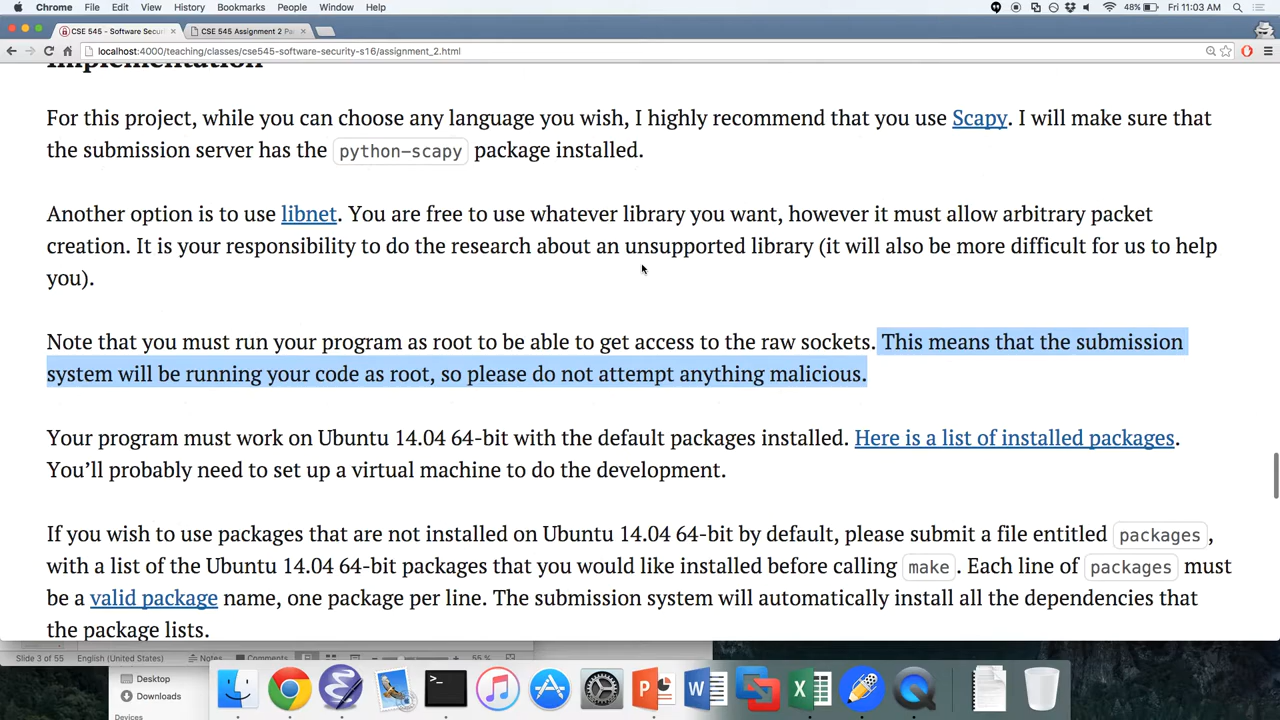 Chrome File Edit View History Bookmarks People Window Help 48% Fri 11:03 AM
CSE 545 - Software Secur × CSE 545 Assignment 2 Pa ×
localhost:4000/teaching/classes/cse545-software-security-s16/assignment_2.html
Implementation
For this project, while you can choose any language you wish, I highly recommend that you use Scapy. I will make sure that
the submission server has the python-scapy package installed.
Another option is to use libnet. You are free to use whatever library you want, however it must allow arbitrary packet
creation. It is your responsibility to do the research about an unsupported library (it will also be more difficult for us to help
you).
Note that you must run your program as root to be able to get access to the raw sockets. This means that the submission
system will be running your code as root, so please do not attempt anything malicious.
Your program must work on Ubuntu 14.04 64-bit with the default packages installed. Here is a list of installed packages.
You’ll probably need to set up a virtual machine to do the development.
If you wish to use packages that are not installed on Ubuntu 14.04 64-bit by default, please submit a file entitled packages,
with a list of the Ubuntu 14.04 64-bit packages that you would like installed before calling make. Each line of packages must
be a valid package name, one package per line. The submission system will automatically install all the dependencies that
the package lists.
Slide 3 of 55 English (United States) Notes Comments 55 %
Desktop
Downloads
Devices